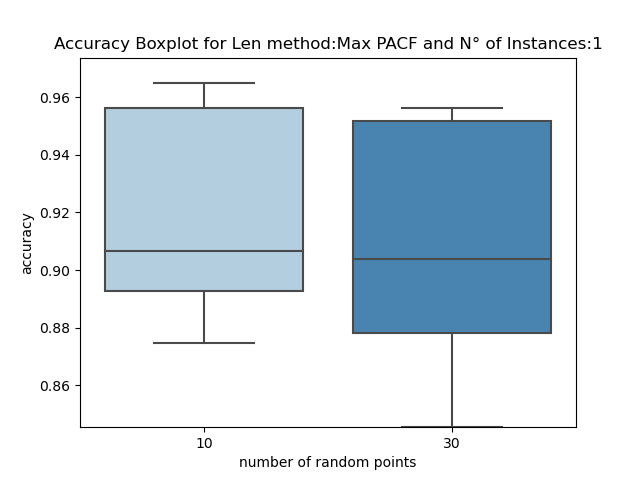 Accuracy Boxplot for Len method:Max PACF and N° of Instances:1
0.96
0.94
0.92
0.90
0.88
0.86
accuracy
10 30
number of random points